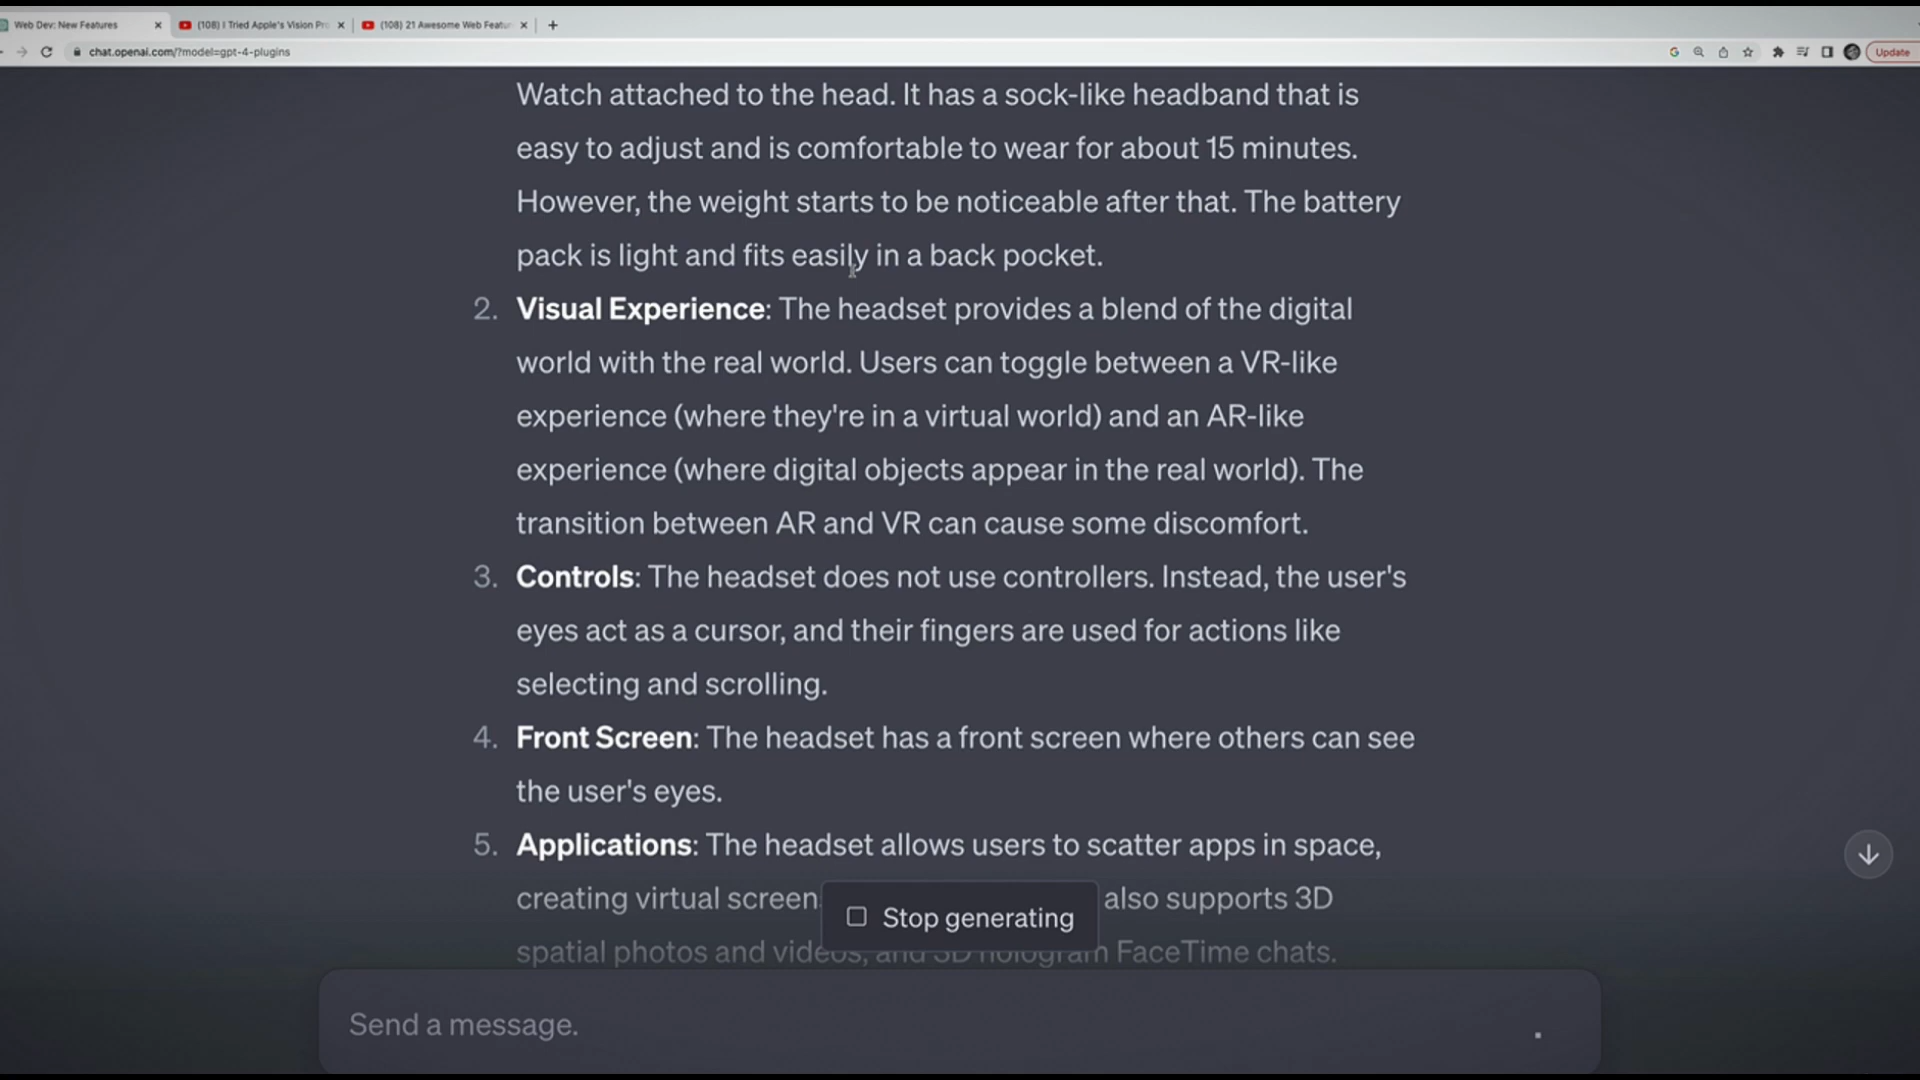 Web Dev: New Features
(108) I Tried Apple's Vision Pro
(108) 21 Awesome Web Featur
chat.openai.com/?model=gpt-4-plugins
Update
Watch attached to the head. It has a sock-like headband that is
easy to adjust and is comfortable to wear for about 15 minutes.
However, the weight starts to be noticeable after that. The battery
pack is light and fits easily in a back pocket.
2. Visual Experience: The headset provides a blend of the digital
world with the real world. Users can toggle between a VR-like
experience (where they're in a virtual world) and an AR-like
experience (where digital objects appear in the real world). The
transition between AR and VR can cause some discomfort.
3. Controls: The headset does not use controllers. Instead, the user's
eyes act as a cursor, and their fingers are used for actions like
selecting and scrolling.
4. Front Screen: The headset has a front screen where others can see
the user's eyes.
5. Applications: The headset allows users to scatter apps in space,
creating virtual screen also supports 3D
Stop generating
spatial photos and videos, and 3D hologram FaceTime chats.
Send a message.